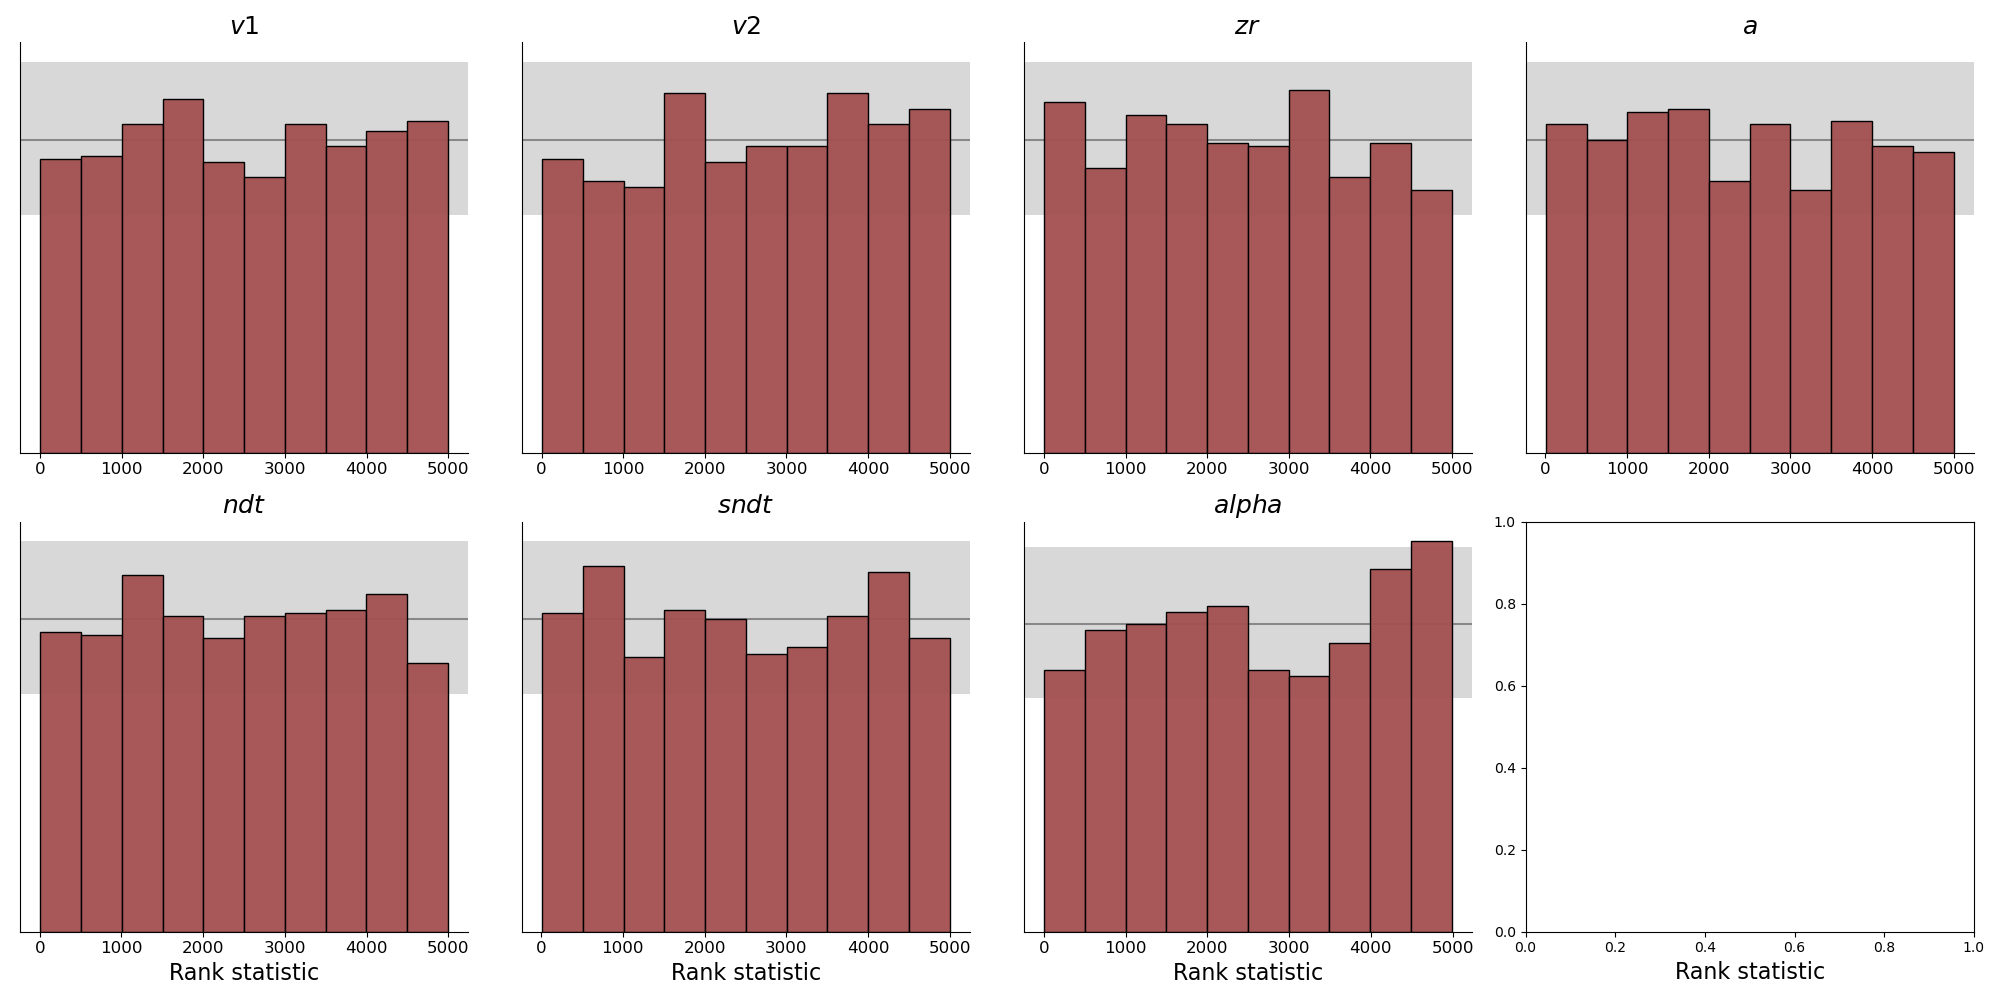 v1
v2
zr
a
0 1000 2000 3000 4000 5000
0 1000 2000 3000 4000 5000
0 1000 2000 3000 4000 5000
0 1000 2000 3000 4000 5000
ndt
sndt
alpha
1.0
0.8
0.6
0.4
0.2
0.0
0 1000 2000 3000 4000 5000
0 1000 2000 3000 4000 5000
0 1000 2000 3000 4000 5000
0.0 0.2 0.4 0.6 0.8 1.0
Rank statistic
Rank statistic
Rank statistic
Rank statistic